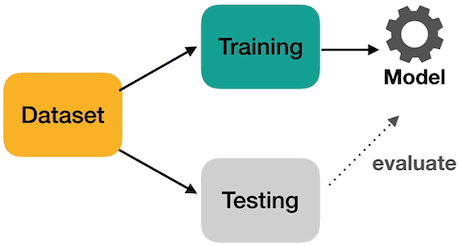 Training
Model
Dataset
evaluate
Testing